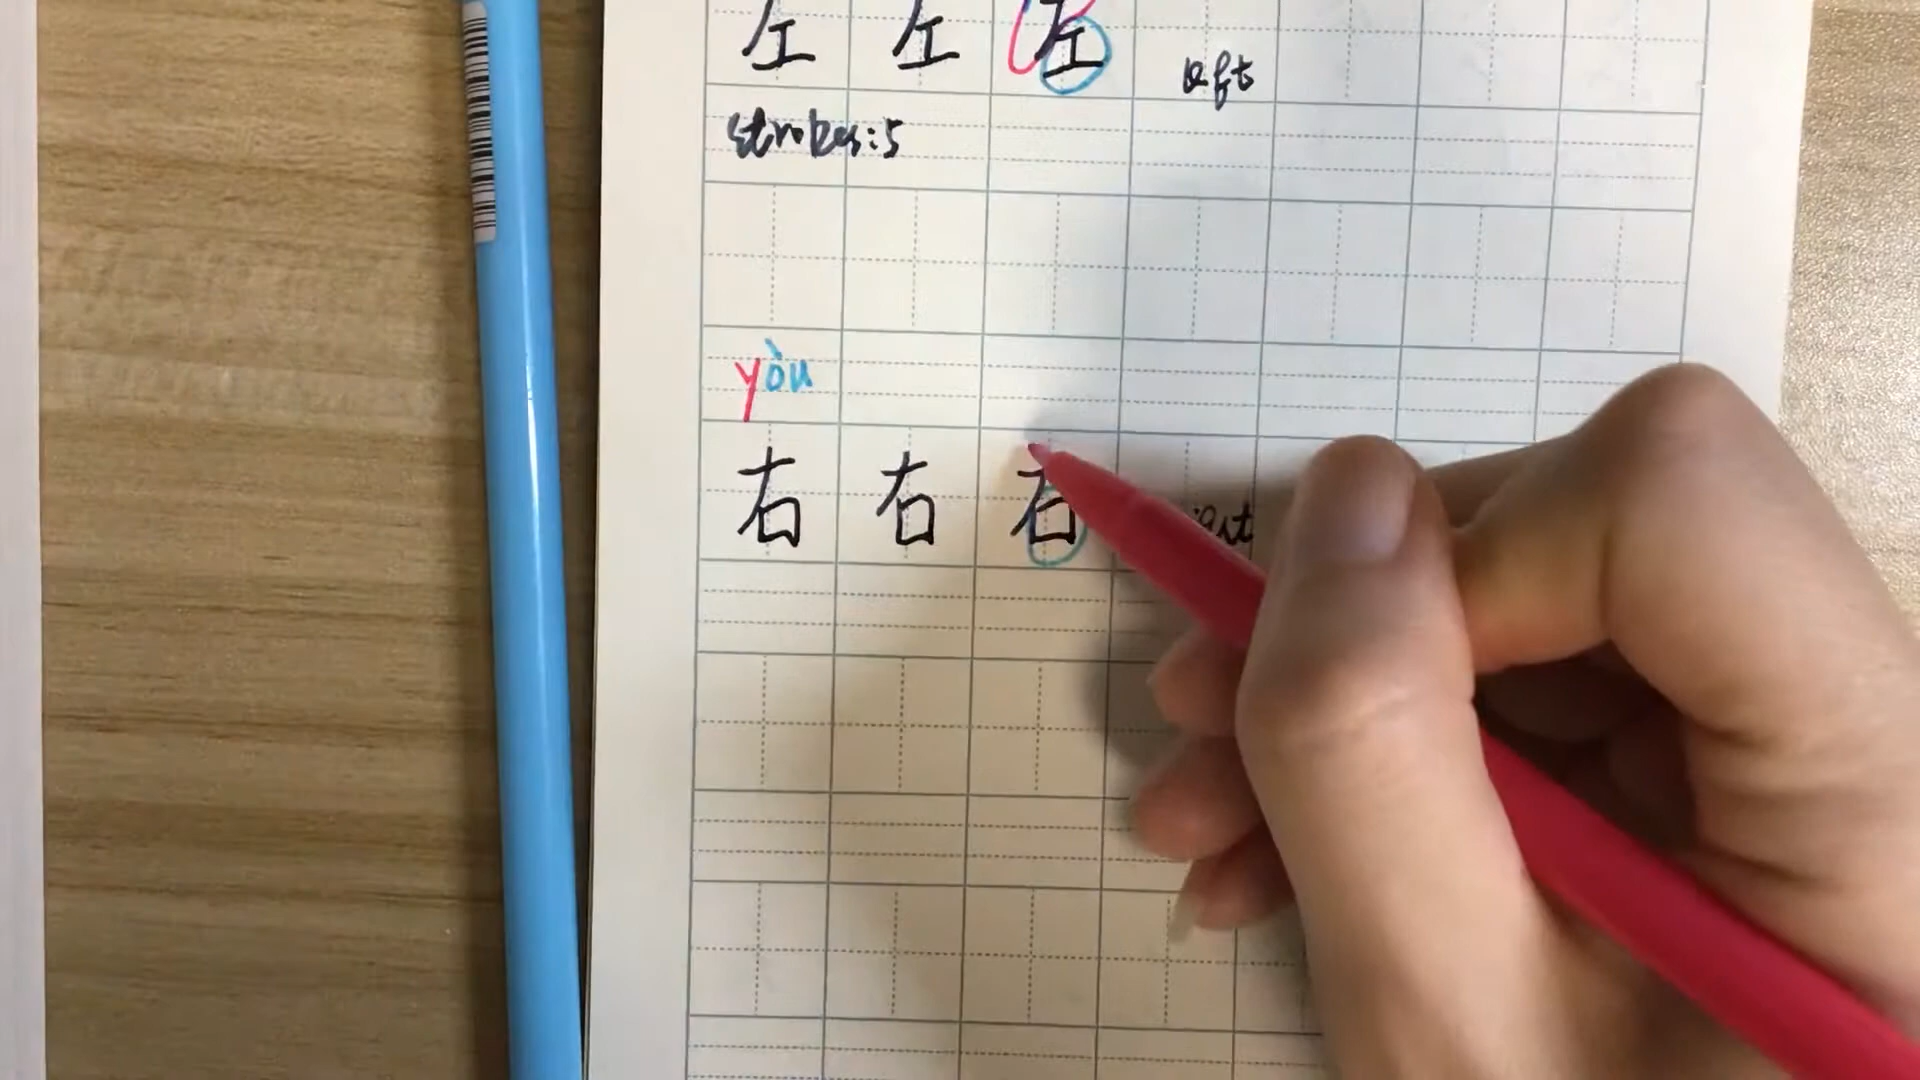 左 左 左 left
strokes:5
yòu
右 右 右